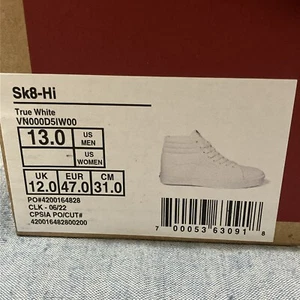 Sk8-Hi
True White
VN000D5IW00
13.0 US MEN
US WOMEN
UK EUR CM
12.0 47.0 31.0
PO#4200164828
CLK - 06/22
CPSIA PO/CUT#
4200164828200
7 00053 63091 8